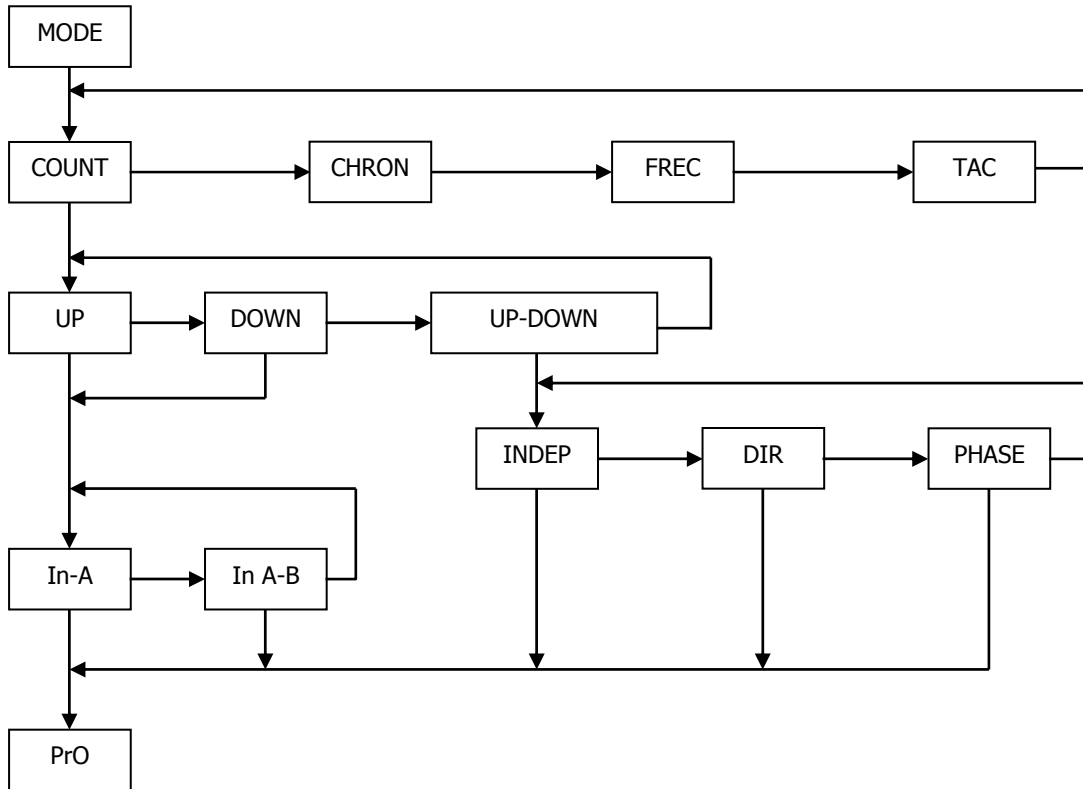 MODE
COUNT
CHRON
FREC
TAC
UP
DOWN
UP-DOWN
INDEP
DIR
PHASE
In-A
In A-B
PrO